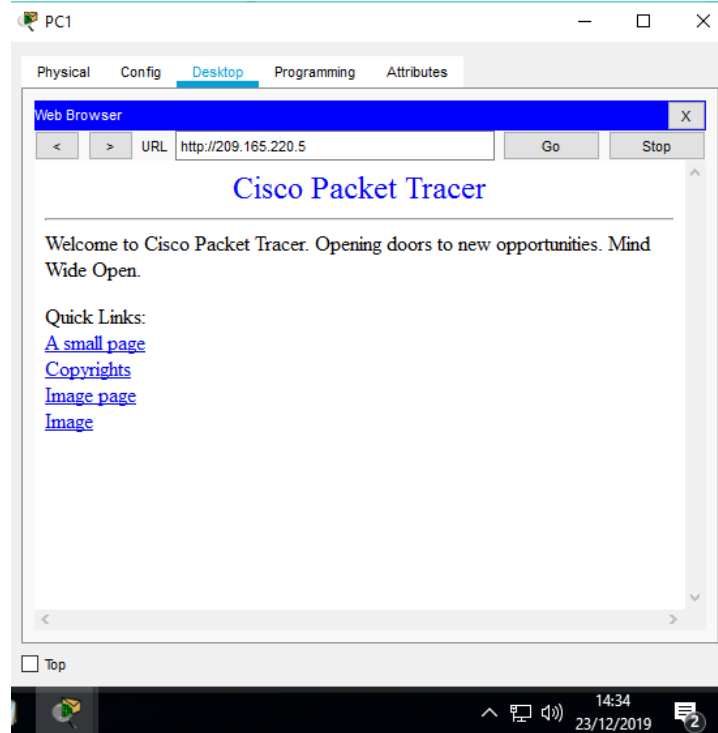 PC1
Physical Config Desktop Programming Attributes
Web Browser X
< > URL http://209.165.220.5 Go Stop
Cisco Packet Tracer
Welcome to Cisco Packet Tracer. Opening doors to new opportunities. Mind
Wide Open.
Quick Links:
A small page
Copyrights
Image page
Image
Top
14:34
23/12/2019
2